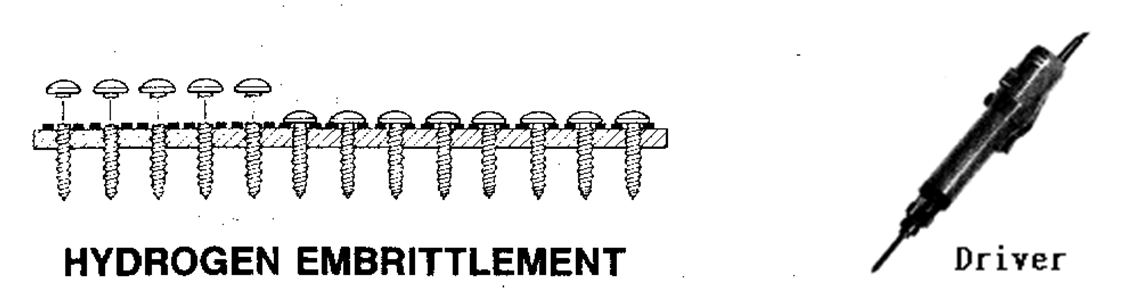 HYDROGEN EMBRITTLEMENT
Driver